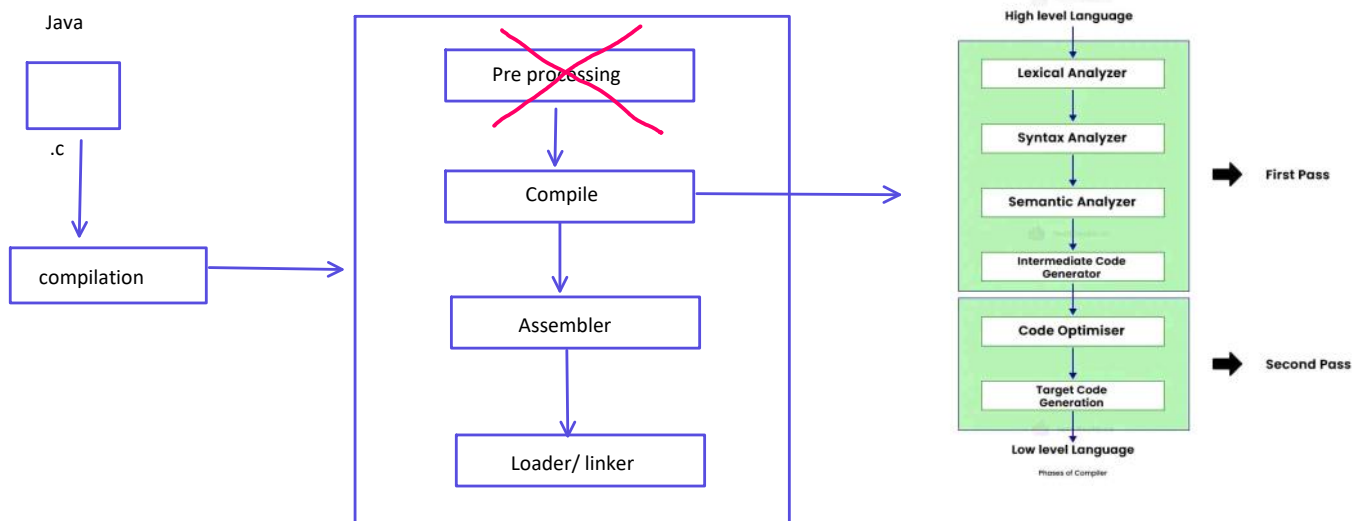 Java
.c
compilation
Pre processing
Compile
Assembler
Loader/ linker
High level Language
Lexical Analyzer
Syntax Analyzer
Semantic Analyzer
Intermediate Code
Generator
First Pass
Code Optimiser
Target Code
Generation
Second Pass
Low level Language
Phases of Compiler